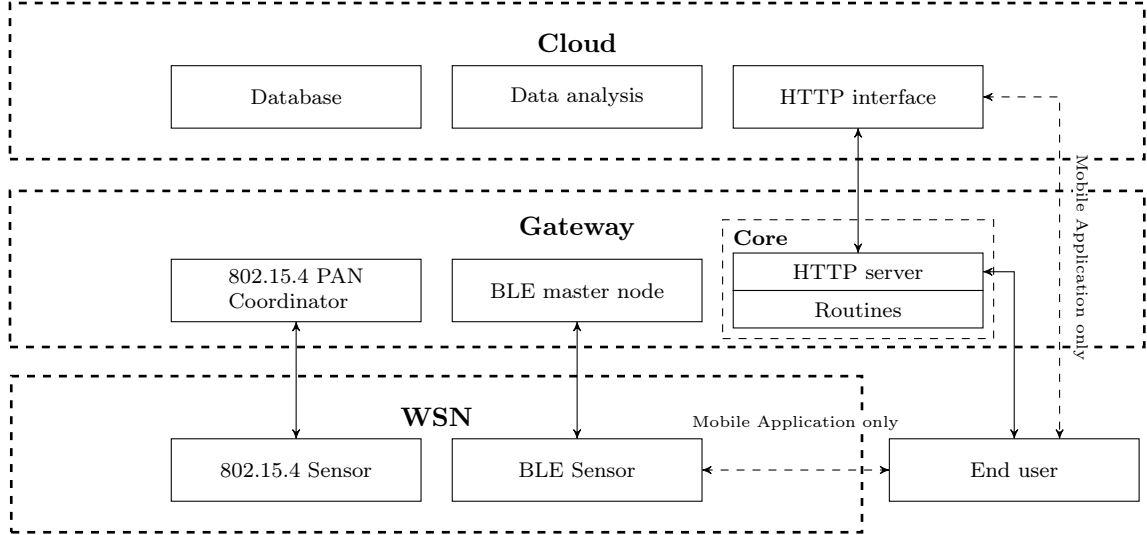 Cloud
Database
Data analysis
HTTP interface
Mobile Application only
Gateway
Core
802.15.4 PAN
Coordinator
BLE master node
HTTP server
Routines
WSN
Mobile Application only
802.15.4 Sensor
BLE Sensor
End user